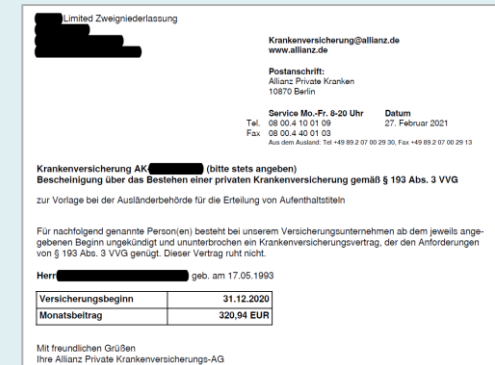 Limited Zweigniederlassung
Krankenversicherung@allianz.de
www.allianz.de
Postanschrift:
Allianz Private Kranken
10870 Berlin
Service Mo.-Fr. 8-20 Uhr Datum
Tel. 08 00.4 10 01 09 27. Februar 2021
Fax 08 00.4 40 01 03
Aus dem Ausland: Tel +49 89.2 07 00 29 30, Fax +49 89.2 07 00 29 13
Krankenversicherung AK (bitte stets angeben)
Bescheinigung über das Bestehen einer privaten Krankenversicherung gemäß § 193 Abs. 3 VVG
zur Vorlage bei der Ausländerbehörde für die Erteilung von Aufenthaltstiteln
Für nachfolgend genannte Person(en) besteht bei unserem Versicherungsunternehmen ab dem jeweils ange-
gebenen Beginn ungekündigt und ununterbrochen ein Krankenversicherungsvertrag, der den Anforderungen
von § 193 Abs. 3 VVG genügt. Dieser Vertrag ruht nicht.
Herr geb. am 17.05.1993
Versicherungsbeginn 31.12.2020
Monatsbeitrag 320,94 EUR
Mit freundlichen Grüßen
Ihre Allianz Private Krankenversicherungs-AG